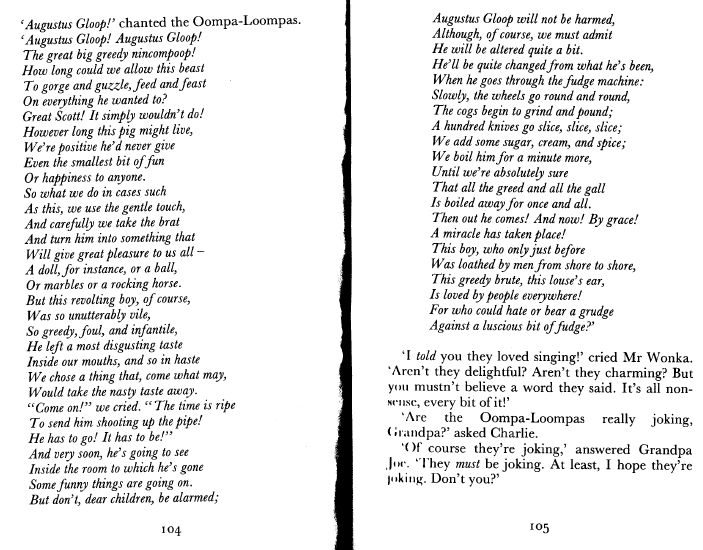 ‘Augustus Gloop!’ chanted the Oompa-Loompas.
‘Augustus Gloop! Augustus Gloop!
The great big greedy nincompoop!
How long could we allow this beast
To gorge and guzzle, feed and feast
On everything he wanted to?
Great Scott! It simply wouldn’t do!
However long this pig might live,
We’re positive he’d never give
Even the smallest bit of fun
Or happiness to anyone.
So what we do in cases such
As this, we use the gentle touch,
And carefully we take the brat
And turn him into something that
Will give great pleasure to us all –
A doll, for instance, or a ball,
Or marbles or a rocking horse.
But this revolting boy, of course,
Was so unutterably vile,
So greedy, foul, and infantile,
He left a most disgusting taste
Inside our mouths, and so in haste
We chose a thing that, come what may,
Would take the nasty taste away.
“Come on!” we cried. “The time is ripe
To send him shooting up the pipe!
He has to go! It has to be!”
And very soon, he’s going to see
Inside the room to which he’s gone
Some funny things are going on.
But don’t, dear children, be alarmed;
104
Augustus Gloop will not be harmed,
Although, of course, we must admit
He will be altered quite a bit.
He’ll be quite changed from what he’s been,
When he goes through the fudge machine:
Slowly, the wheels go round and round,
The cogs begin to grind and pound;
A hundred knives go slice, slice, slice;
We add some sugar, cream, and spice;
We boil him for a minute more,
Until we’re absolutely sure
That all the greed and all the gall
Is boiled away for once and all.
Then out he comes! And now! By grace!
A miracle has taken place!
This boy, who only just before
Was loathed by men from shore to shore,
This greedy brute, this louse’s ear,
Is loved by people everywhere!
For who could hate or bear a grudge
Against a luscious bit of fudge?’
‘I told you they loved singing!’ cried Mr Wonka.
‘Aren’t they delightful? Aren’t they charming? But
you mustn’t believe a word they said. It’s all non-
sense, every bit of it!’
‘Are the Oompa-Loompas really joking,
Grandpa?’ asked Charlie.
‘Of course they’re joking,’ answered Grandpa
Joe. ‘They must be joking. At least, I hope they’re
joking. Don’t you?’
105